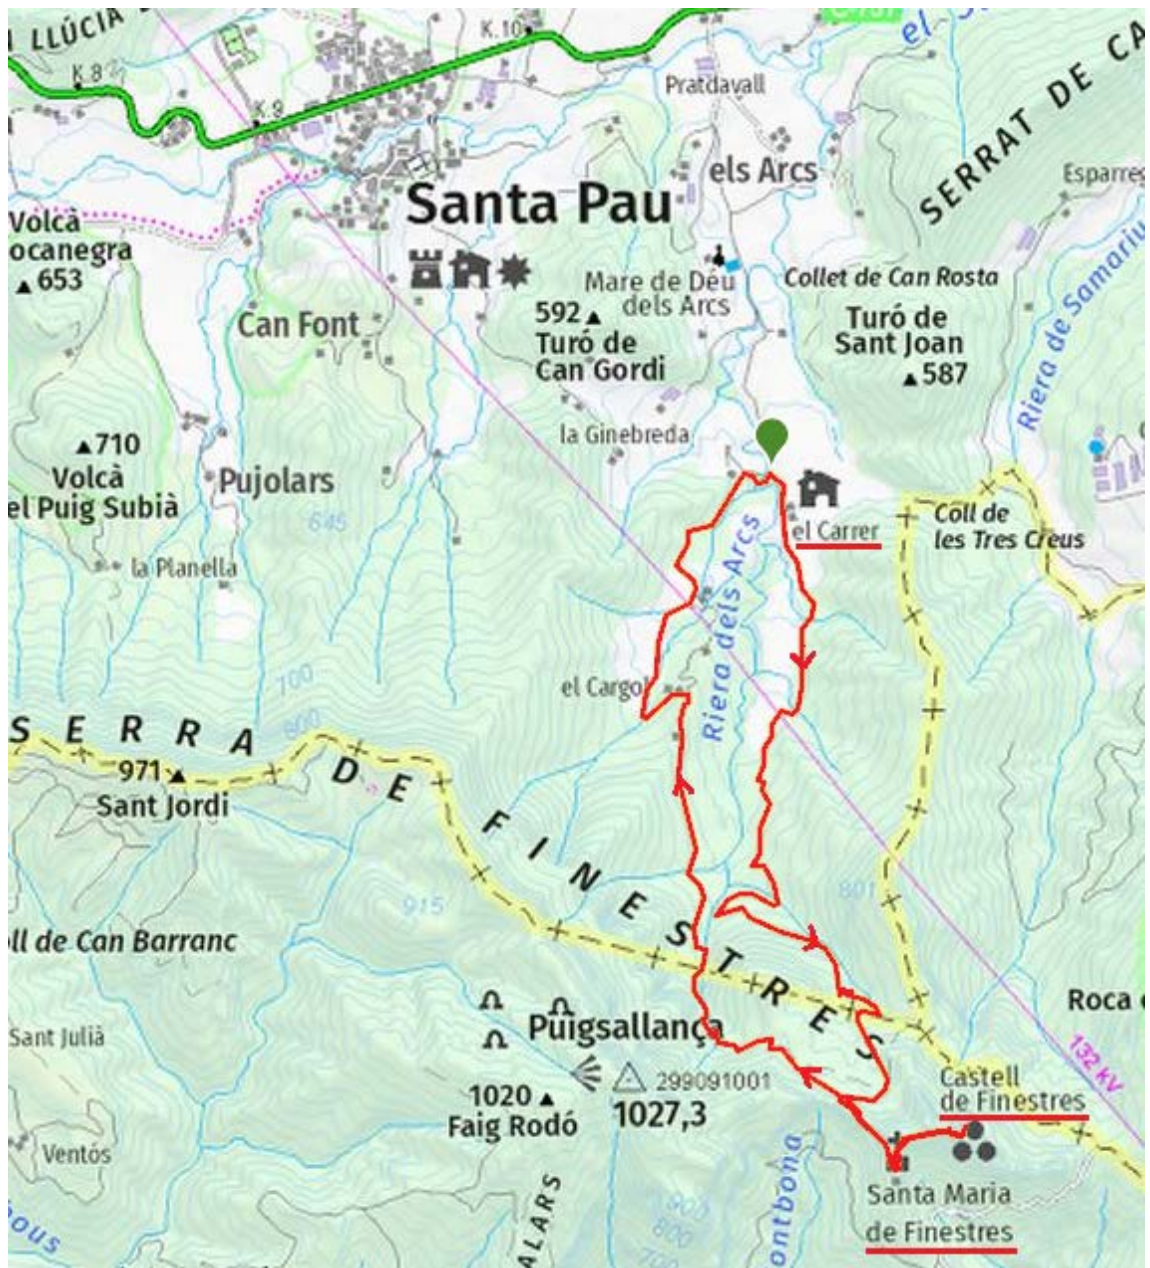 LLÚCIA
K.8
K.9
K.10
C-151
el
Pratdavall
SERRAT DE CA
els Arcs
Esparreg
Santa Pau
Volcà
ocanegra
653
Mare de Déu
dels Arcs
Collet de Can Rosta
Riera de Samariu
Can Font
592
Turó de
Can Gordi
Turó de
Sant Joan
587
710
Volcà
el Puig Subià
la Ginebreda
Pujolars
645
el Carrer
Coll de
les Tres Creus
la Planella
Riera dels Arcs
el Cargol
700
800
SERRA DE FINESTRES
971
Sant Jordi
801
915
ll de Can Barranc
Roca
Sant Julià
Puigsallança
132 kV
299091001
1027,3
1020
Faig Rodó
Castell
de Finestres
Ventós
ontbona
Santa Maria
de Finestres
ALARS
900
800
700
ous